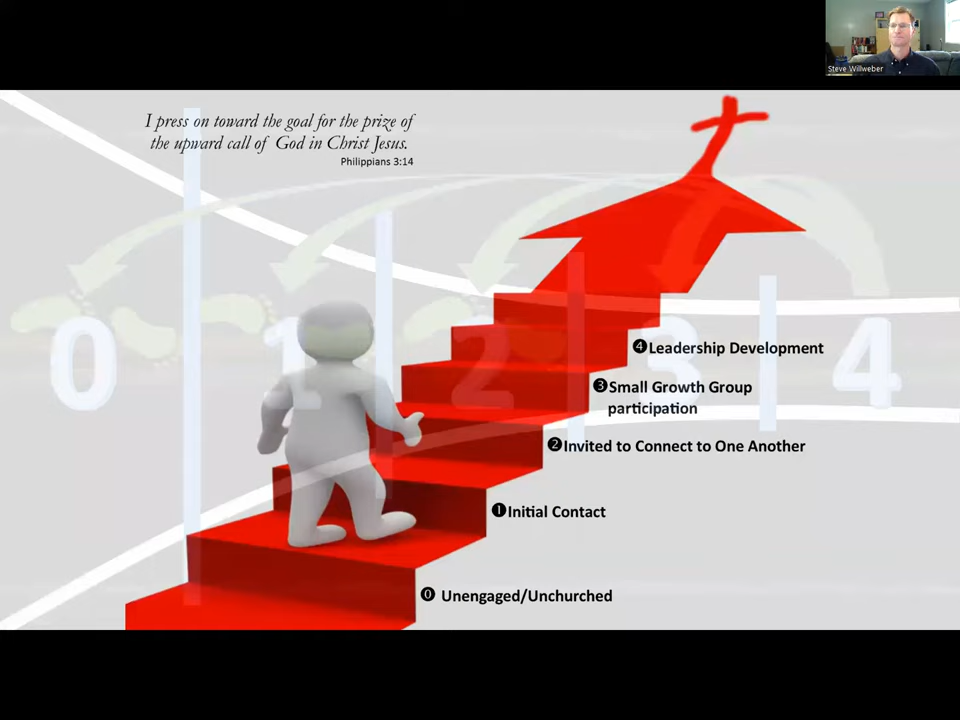 Steve Willweber
I press on toward the goal for the prize of
the upward call of God in Christ Jesus.
Philippians 3:14
0 1 2 3 4
❹Leadership Development
❸Small Growth Group
participation
❷Invited to Connect to One Another
❶Initial Contact
⓿ Unengaged/Unchurched